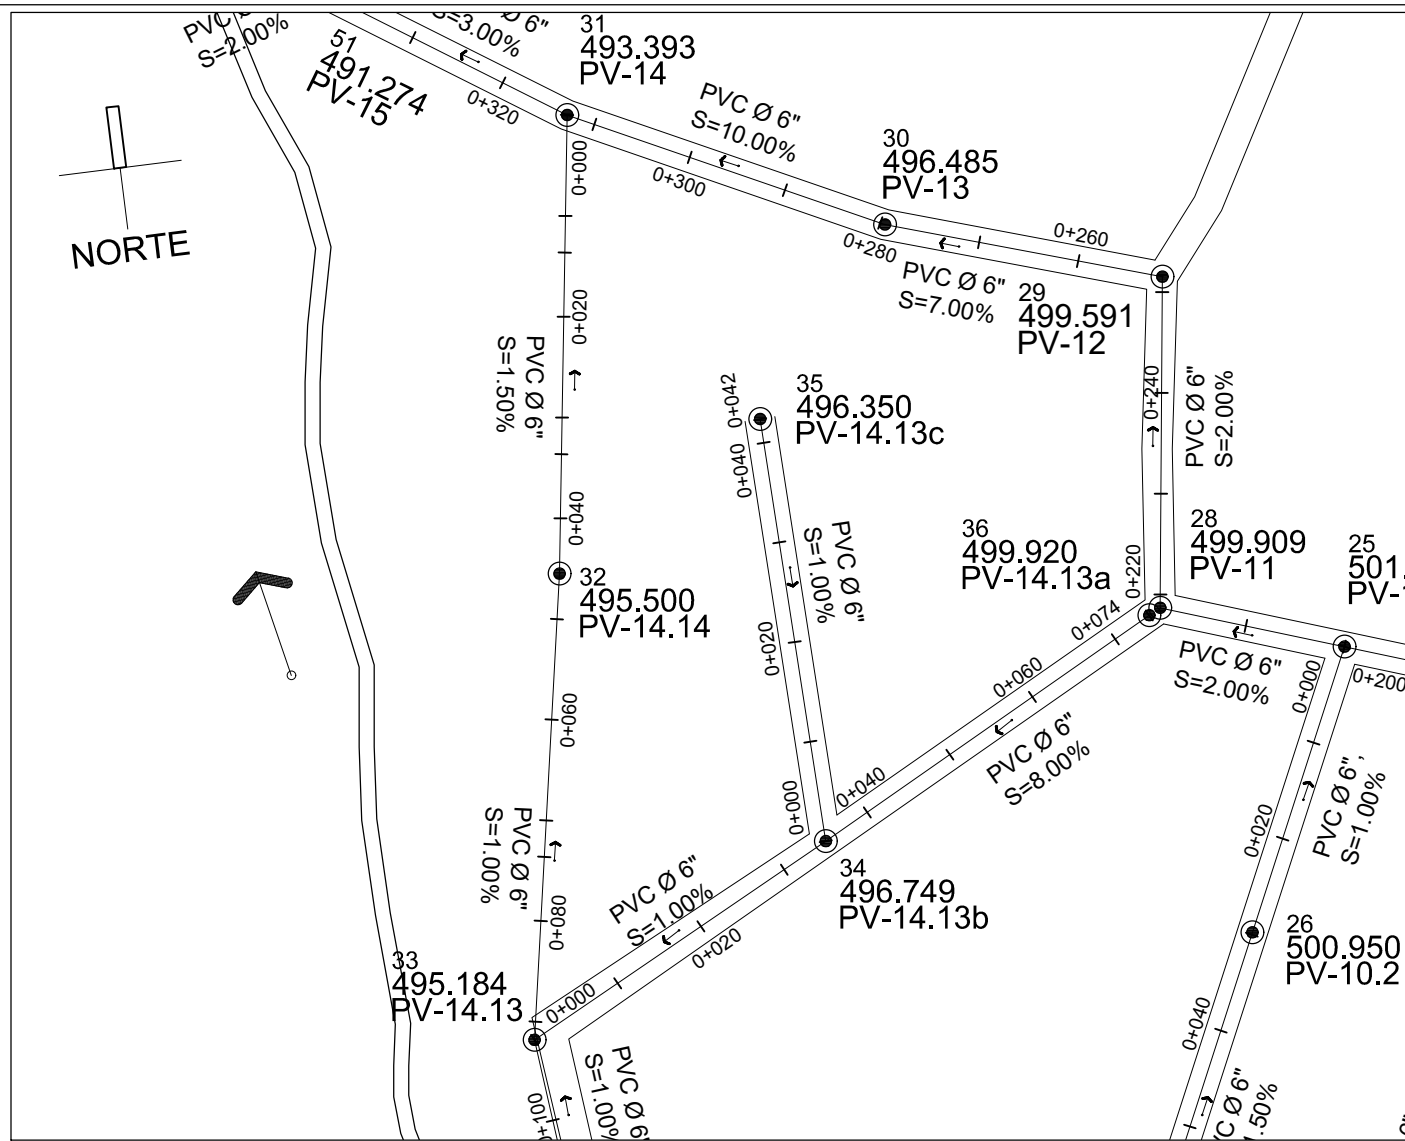 S=2.00%
S=3.00%
51
491.274
PV-15
0+320
31
493.393
PV-14
PVC Ø 6"
S=10.00%
0+300
30
496.485
PV-13
0+280
0+260
PVC Ø 6"
S=7.00%
29
499.591
PV-12
NORTE
0+000
0+020
PVC Ø 6"
S=1.50%
0+040
32
495.500
PV-14.14
0+060
PVC Ø 6"
S=1.00%
0+080
33
495.184
PV-14.13
0+042
35
496.350
PV-14.13c
0+040
PVC Ø 6"
S=1.00%
0+020
0+000
0+240
PVC Ø 6"
S=2.00%
36
499.920
PV-14.13a
0+220
28
499.909
PV-11
25
501.
0+074
0+060
PVC Ø 6"
S=8.00%
0+040
34
496.749
PV-14.13b
PVC Ø 6"
S=1.00%
0+020
0+000
PVC Ø 6"
S=2.00%
0+000
0+200
PVC Ø 6",
S=1.00%
0+020
26
500.950
PV-10.2
0+040
PVC Ø 6"
S=1.00%
+100
VC Ø 6"
.50%